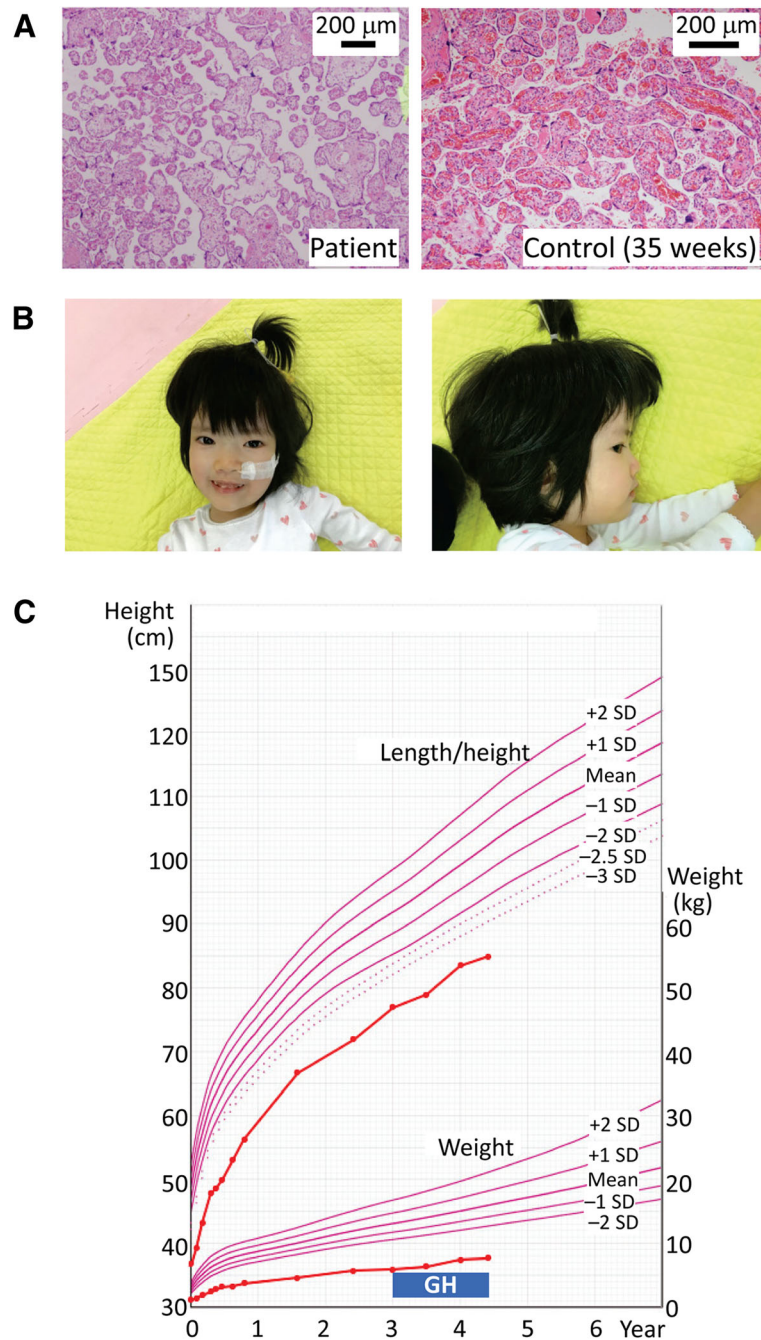 A
200 μm
200 μm
Patient
Control (35 weeks)
B
C
Height
(cm)
150
120
110
100
90
80
70
60
50
40
30
Length/height
+2 SD
+1 SD
Mean
–1 SD
–2 SD
–2.5 SD
–3 SD
Weight
(kg)
60
50
40
30
20
10
0
Weight
+2 SD
+1 SD
Mean
–1 SD
–2 SD
GH
0 1 2 3 4 5 6 Year